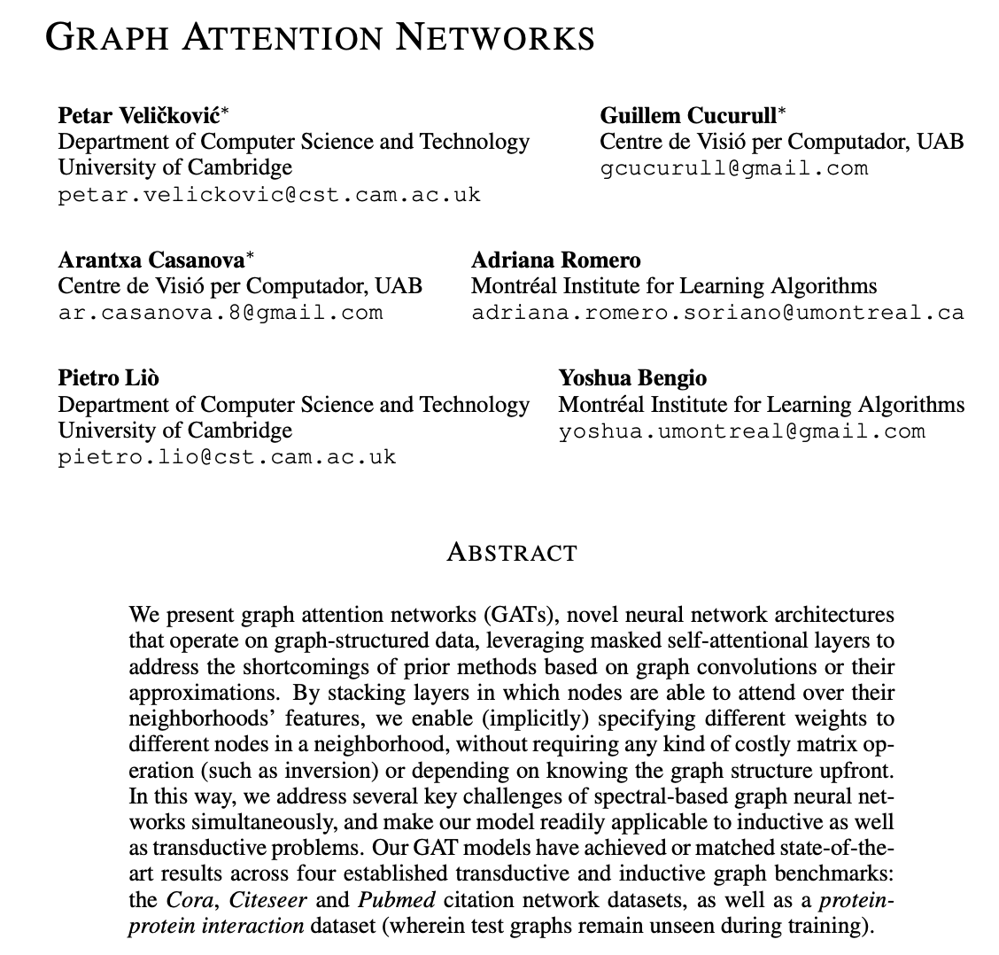 GRAPH ATTENTION NETWORKS
Petar Veličković*
Department of Computer Science and Technology
University of Cambridge
petar.velickovic@cst.cam.ac.uk
Guillem Cucurull*
Centre de Visió per Computador, UAB
gcucurull@gmail.com
Arantxa Casanova*
Centre de Visió per Computador, UAB
ar.casanova.8@gmail.com
Adriana Romero
Montréal Institute for Learning Algorithms
adriana.romero.soriano@umontreal.ca
Pietro Liò
Department of Computer Science and Technology
University of Cambridge
pietro.lio@cst.cam.ac.uk
Yoshua Bengio
Montréal Institute for Learning Algorithms
yoshua.umontreal@gmail.com
ABSTRACT
We present graph attention networks (GATs), novel neural network architectures
that operate on graph-structured data, leveraging masked self-attentional layers to
address the shortcomings of prior methods based on graph convolutions or their
approximations. By stacking layers in which nodes are able to attend over their
neighborhoods' features, we enable (implicitly) specifying different weights to
different nodes in a neighborhood, without requiring any kind of costly matrix op-
eration (such as inversion) or depending on knowing the graph structure upfront.
In this way, we address several key challenges of spectral-based graph neural net-
works simultaneously, and make our model readily applicable to inductive as well
as transductive problems. Our GAT models have achieved or matched state-of-the-
art results across four established transductive and inductive graph benchmarks:
the Cora, Citeseer and Pubmed citation network datasets, as well as a protein-
protein interaction dataset (wherein test graphs remain unseen during training).